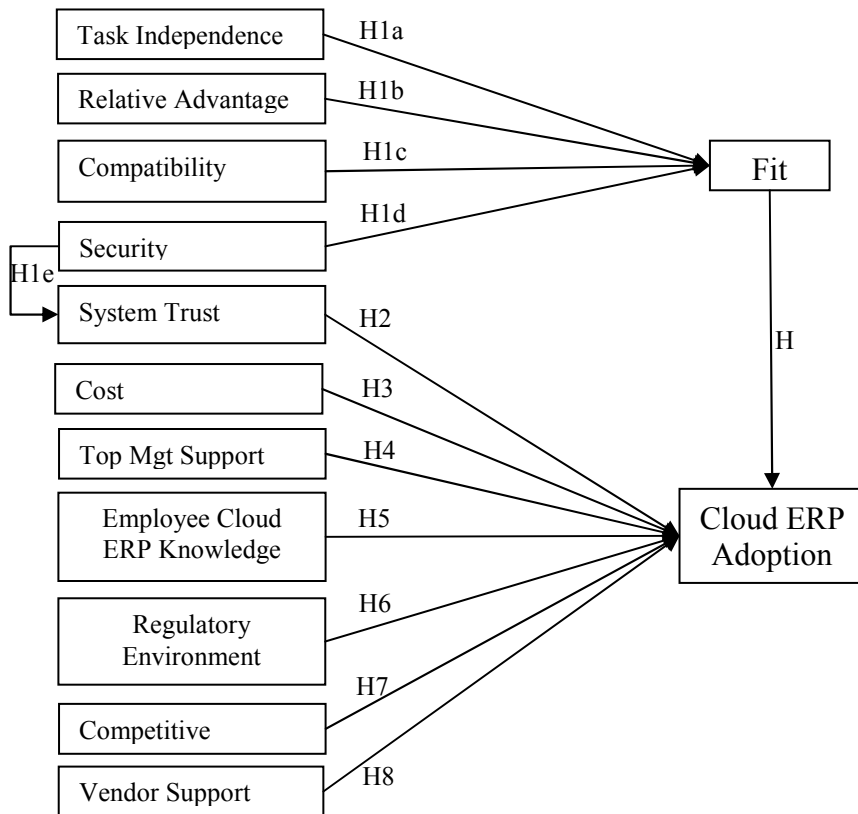 Task Independence
H1a
Relative Advantage
H1b
Compatibility
H1c
Fit
Security
H1d
H1e
System Trust
H2
H
Cost
H3
Top Mgt Support
H4
Employee Cloud
ERP Knowledge
H5
Cloud ERP
Adoption
Regulatory
Environment
H6
Competitive
H7
Vendor Support
H8